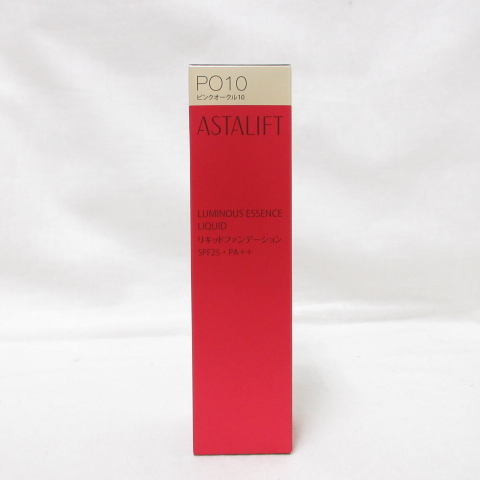 PO10
ピンクオークル10
ASTALIFT
LUMINOUS ESSENCE
LIQUID
リキッドファンデーション
SPF25・PA++